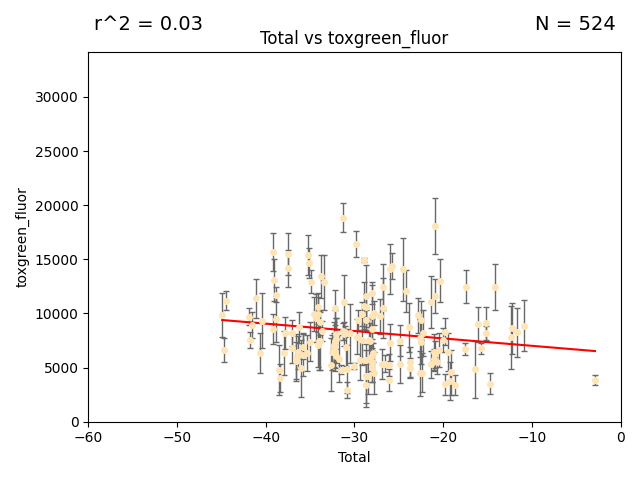 r^2 = 0.03
N = 524
Total vs toxgreen_fluor
30000
25000
20000
15000
10000
5000
0
toxgreen_fluor
−60
−50
−40
−30
−20
−10
0
Total